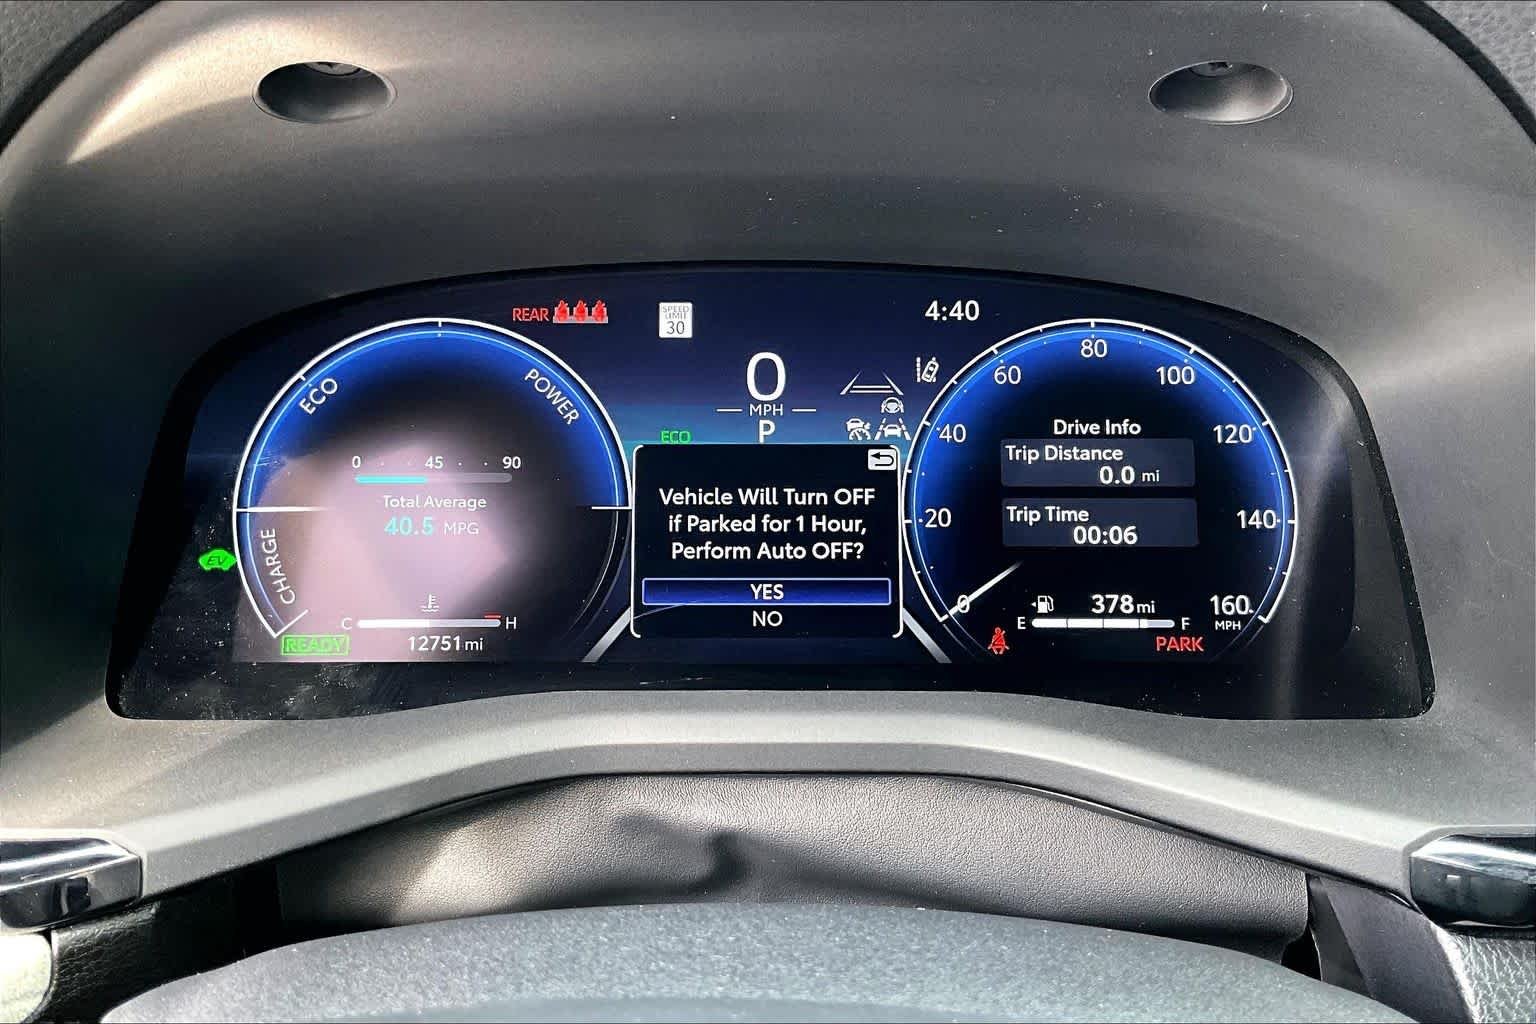 REAR
SPEED
LIMIT
30
4:40
0
MPH
P
ECO
ECO
POWER
CHARGE
0 45 90
Total Average
40.5 MPG
EV
C H
READY
12751 mi
Vehicle Will Turn OFF
if Parked for 1 Hour,
Perform Auto OFF?
YES
NO
0 20 40 60 80 100 120 140 160
MPH
Drive Info
Trip Distance
0.0 mi
Trip Time
00:06
378 mi
E F
PARK